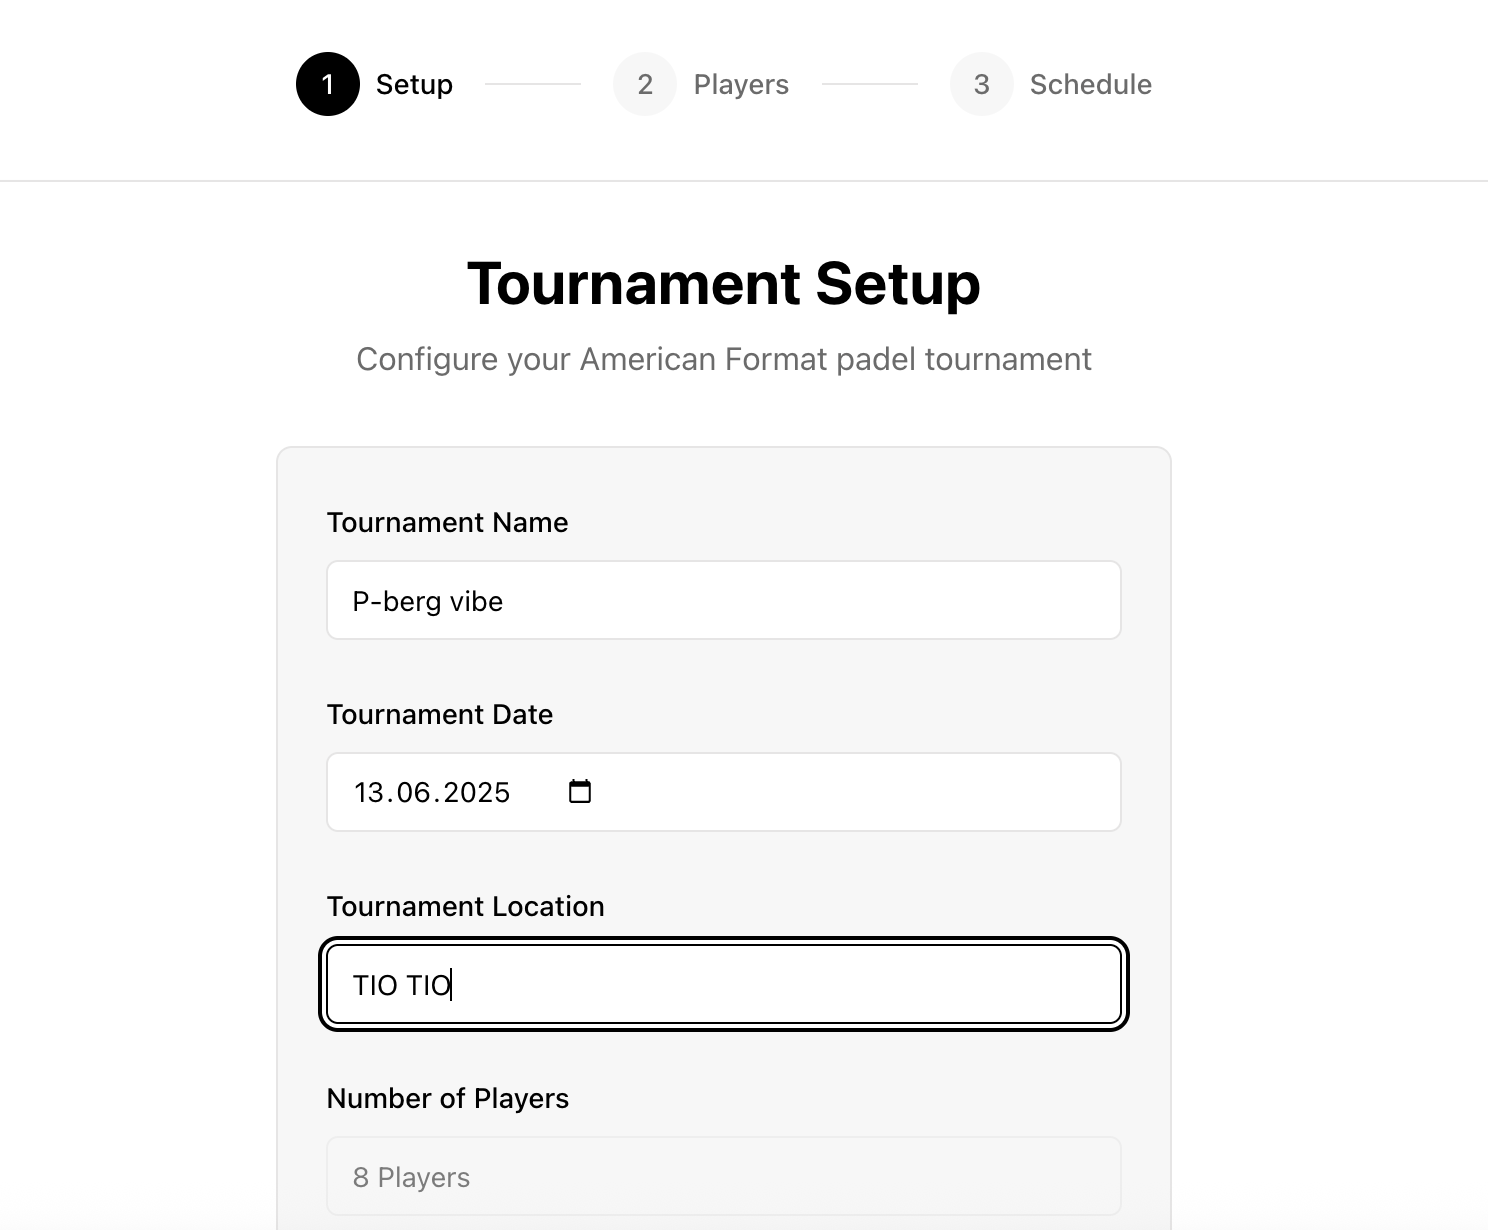 1 Setup 2 Players 3 Schedule
Tournament Setup
Configure your American Format padel tournament
Tournament Name
P-berg vibe
Tournament Date
13.06.2025
Tournament Location
TIO TIO
Number of Players
8 Players